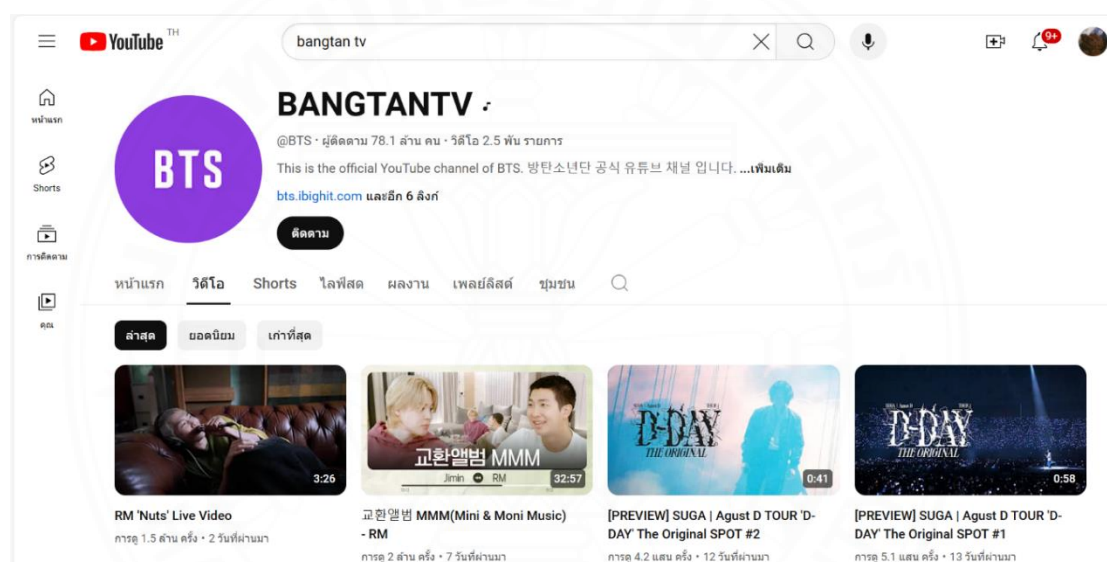 YouTube TH
bangtan tv
9+
หน้าแรก
Shorts
การติดตาม
คุณ
BTS
BANGTANTV
@BTS · ผู้ติดตาม 78.1 ล้าน คน · วิดีโอ 2.5 พัน รายการ
This is the official YouTube channel of BTS. 방탄소년단 공식 유튜브 채널 입니다. ...เพิ่มเติม
bts.ibighit.com และอีก 6 ลิงก์
ติดตาม
หน้าแรก วิดีโอ Shorts ไลฟ์สด ผลงาน เพลย์ลิสต์ ชุมชน
ล่าสุด ยอดนิยม เก่าที่สุด
3:26
RM 'Nuts' Live Video
การดู 1.5 ล้าน ครั้ง • 2 วันที่ผ่านมา
교환앨범 MMM
Jimin RM
32:57
교환앨범 MMM(Mini & Moni Music)
- RM
การดู 2 ล้าน ครั้ง • 7 วันที่ผ่านมา
D-DAY
THE ORIGINAL
0:41
[PREVIEW] SUGA | Agust D TOUR 'D-
DAY' The Original SPOT #2
การดู 4.2 แสน ครั้ง • 12 วันที่ผ่านมา
D-DAY
THE ORIGINAL
0:58
[PREVIEW] SUGA | Agust D TOUR 'D-
DAY' The Original SPOT #1
การดู 5.1 แสน ครั้ง • 13 วันที่ผ่านมา